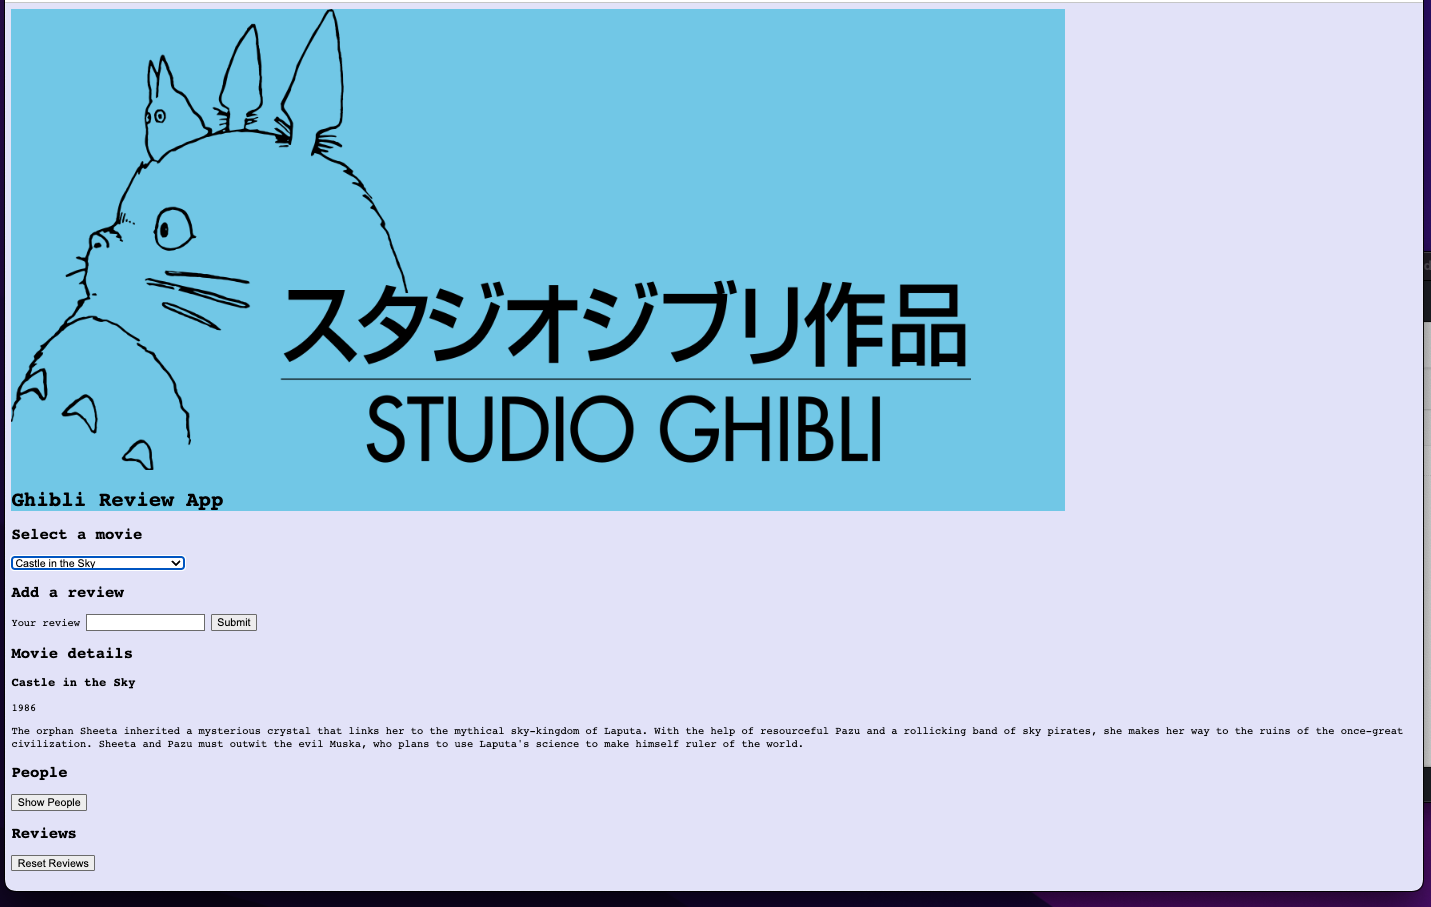 スタジオジブリ作品
STUDIO GHIBLI
Ghibli Review App
Select a movie
Castle in the Sky
Add a review
Your review Submit
Movie details
Castle in the Sky
1986
The orphan Sheeta inherited a mysterious crystal that links her to the mythical sky-kingdom of Laputa. With the help of resourceful Pazu and a rollicking band of sky pirates, she makes her way to the ruins of the once-great
civilization. Sheeta and Pazu must outwit the evil Muska, who plans to use Laputa's science to make himself ruler of the world.
People
Show People
Reviews
Reset Reviews